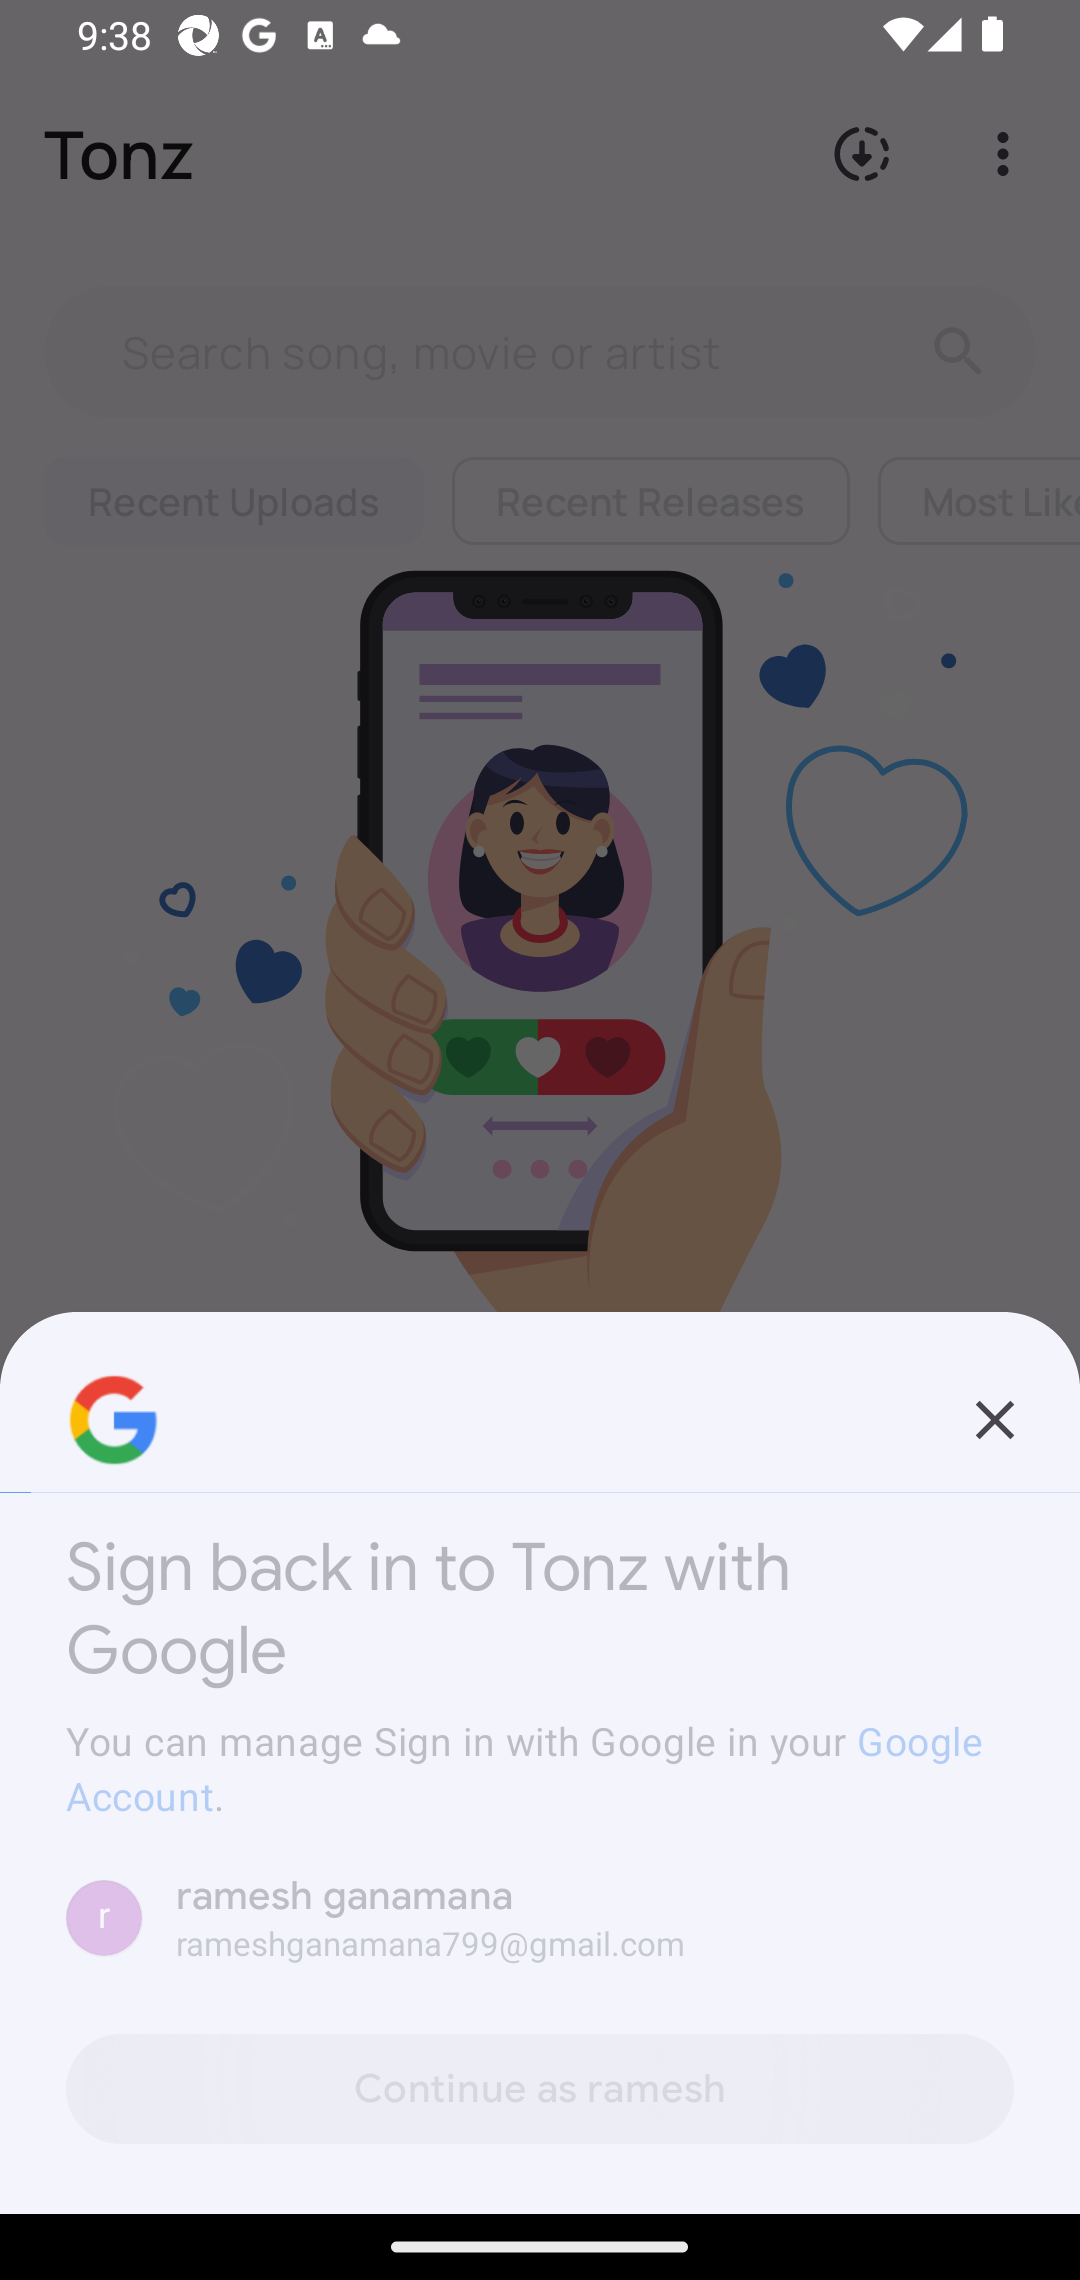 9:38
Tonz
Search song, movie or artist
Recent Uploads
Recent Releases
Most Lik
Sign back in to Tonz with
Google
You can manage Sign in with Google in your Google
Account.
r
ramesh ganamana
rameshganamana799@gmail.com
Continue as ramesh